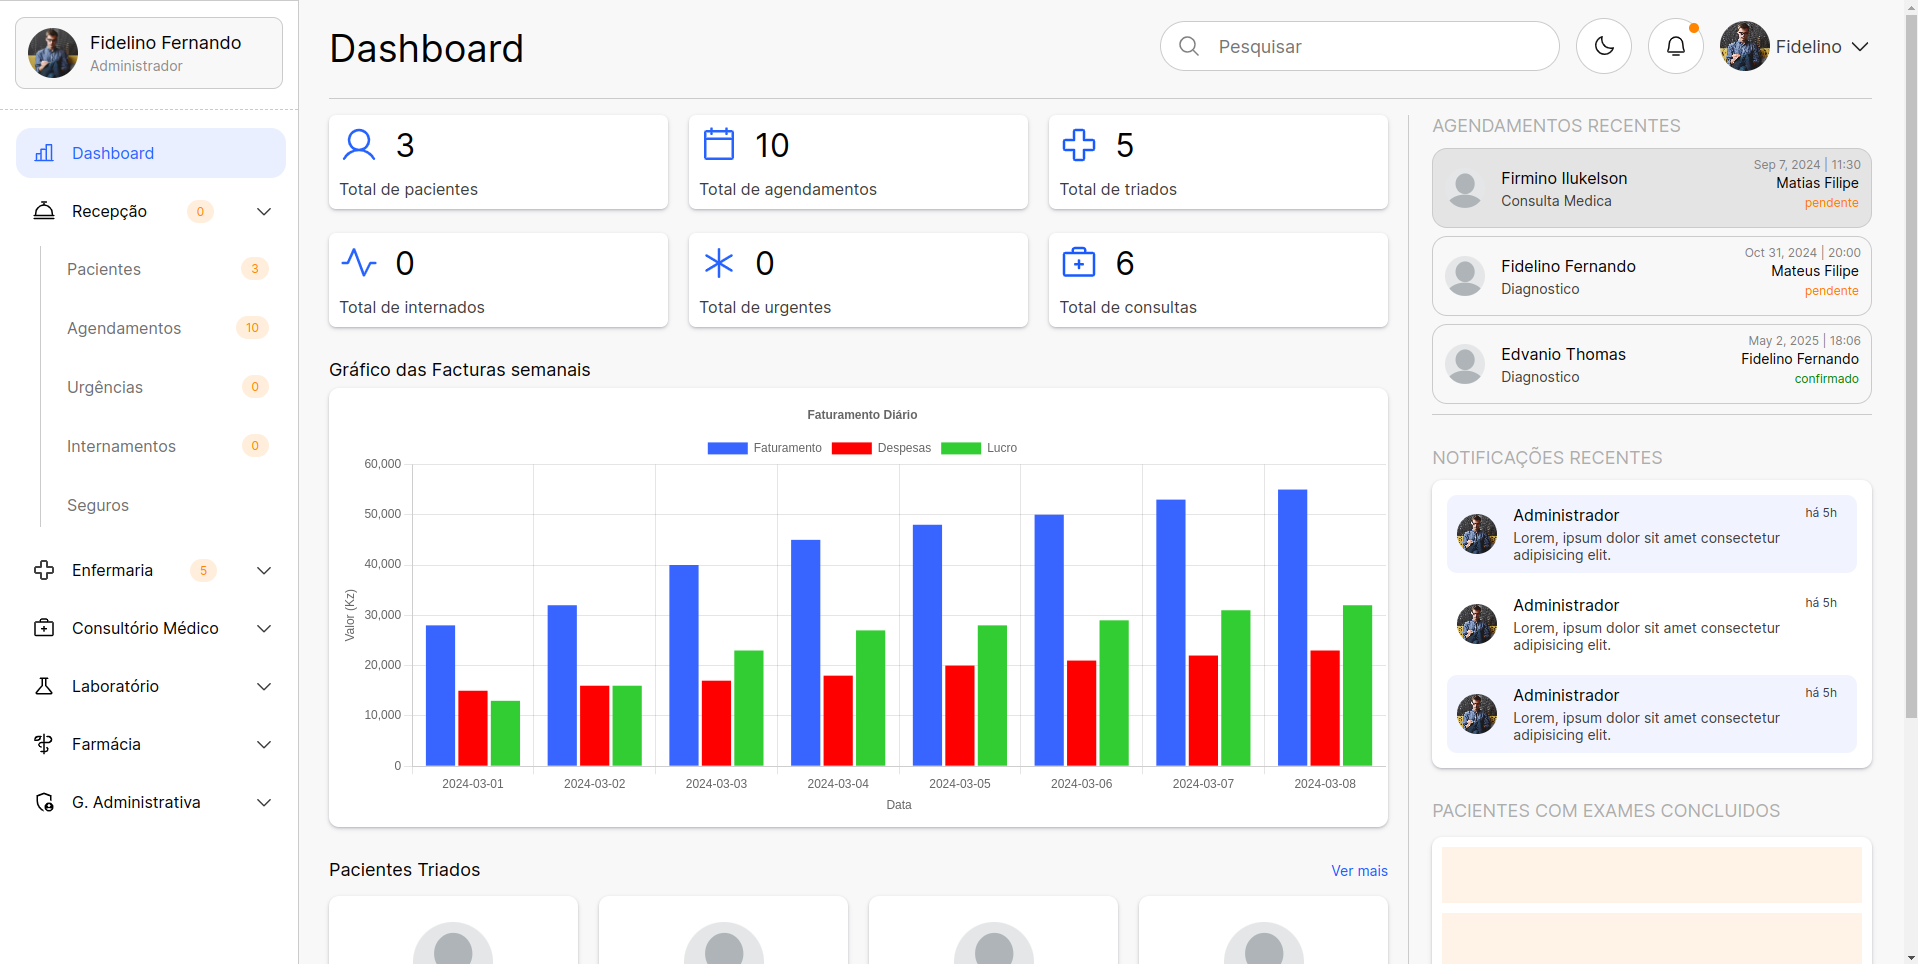 Fidelino Fernando
Administrador
Dashboard
Recepção 0
Pacientes 3
Agendamentos 10
Urgências 0
Internamentos 0
Seguros
Enfermaria 5
Consultório Médico
Laboratório
Farmácia
G. Administrativa
Dashboard
Pesquisar
Fidelino
3
Total de pacientes
10
Total de agendamentos
5
Total de triados
0
Total de internados
0
Total de urgentes
6
Total de consultas
Gráfico das Facturas semanais
Faturamento Diário
Faturamento Despesas Lucro
60,000
50,000
40,000
30,000
20,000
10,000
0
Valor (Kz)
2024-03-01 2024-03-02 2024-03-03 2024-03-04 2024-03-05 2024-03-06 2024-03-07 2024-03-08
Data
Pacientes Triados
Ver mais
AGENDAMENTOS RECENTES
Sep 7, 2024 | 11:30
Firmino Ilukelson
Matias Filipe
Consulta Medica
pendente
Oct 31, 2024 | 20:00
Fidelino Fernando
Mateus Filipe
Diagnostico
pendente
May 2, 2025 | 18:06
Edvanio Thomas
Fidelino Fernando
Diagnostico
confirmado
NOTIFICAÇÕES RECENTES
Administrador há 5h
Lorem, ipsum dolor sit amet consectetur
adipisicing elit.
Administrador há 5h
Lorem, ipsum dolor sit amet consectetur
adipisicing elit.
Administrador há 5h
Lorem, ipsum dolor sit amet consectetur
adipisicing elit.
PACIENTES COM EXAMES CONCLUIDOS